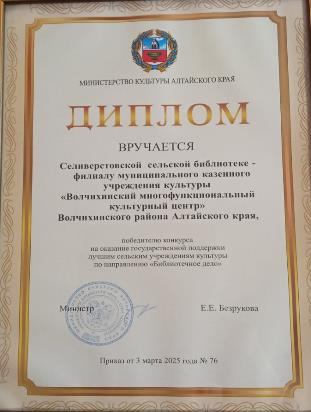 МИНИСТЕРСТВО КУЛЬТУРЫ АЛТАЙСКОГО КРАЯ
ДИПЛОМ
ВРУЧАЕТСЯ
Селиверстовской сельской библиотеке -
филиалу муниципального казенного
учреждения культуры
«Волчихинский многофункциональный
культурный центр»
Волчихинского района Алтайского края,
победителю конкурса
на оказание государственной поддержки
лучшим сельским учреждениям культуры
по направлению «Библиотечное дело»
Министр Е.Е. Безрукова
Приказ от 3 марта 2025 года № 76